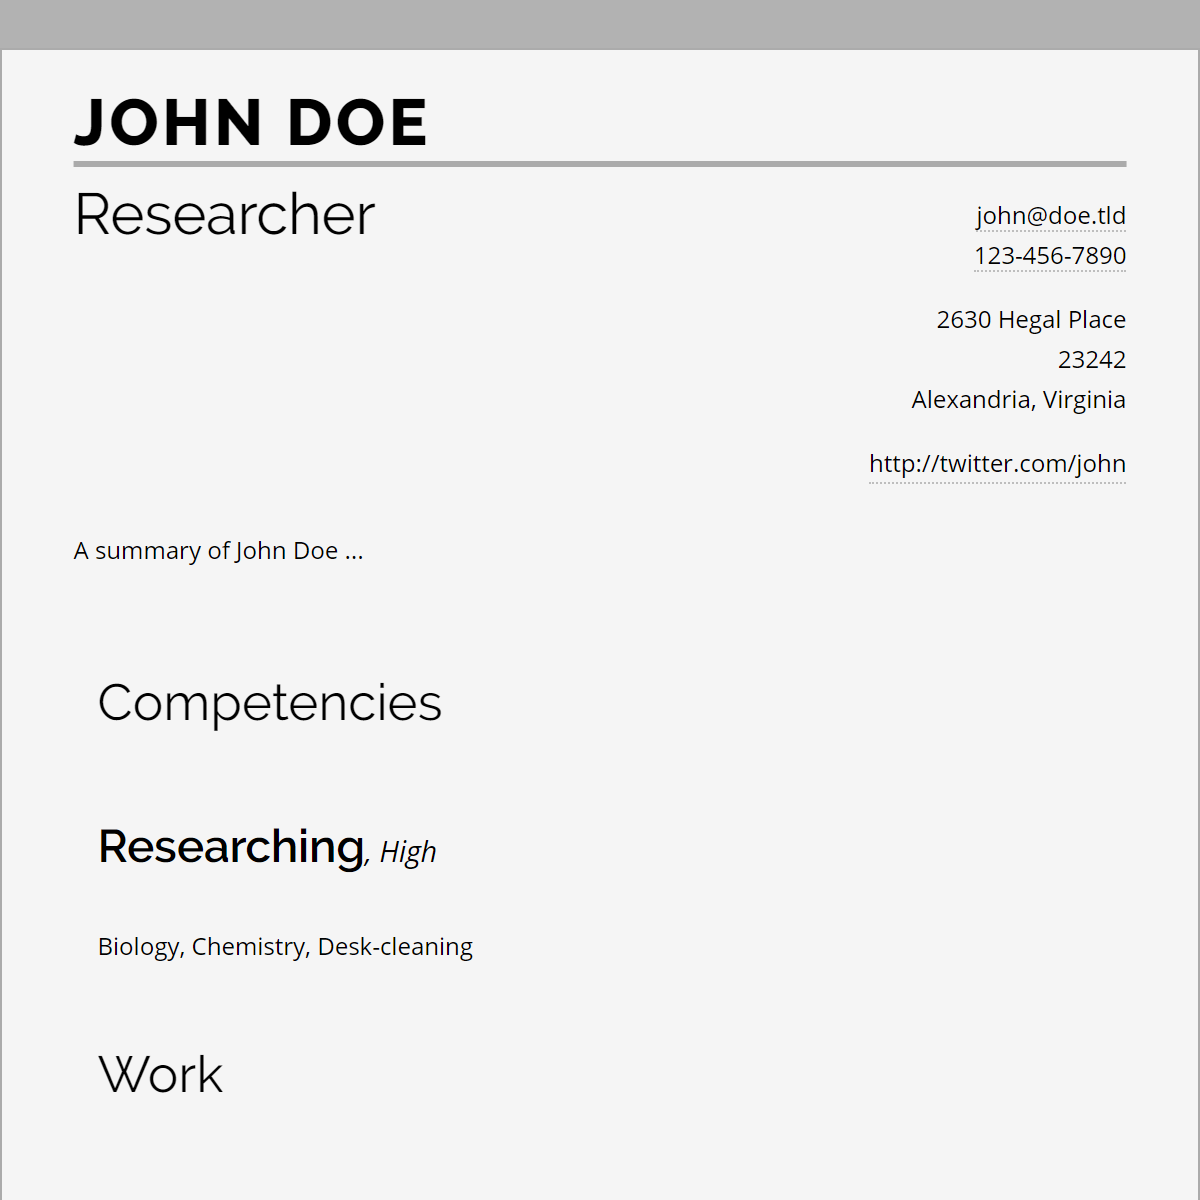 JOHN DOE
Researcher
john@doe.tld
123-456-7890
2630 Hegal Place
23242
Alexandria, Virginia
http://twitter.com/john
A summary of John Doe ...
Competencies
Researching, High
Biology, Chemistry, Desk-cleaning
Work